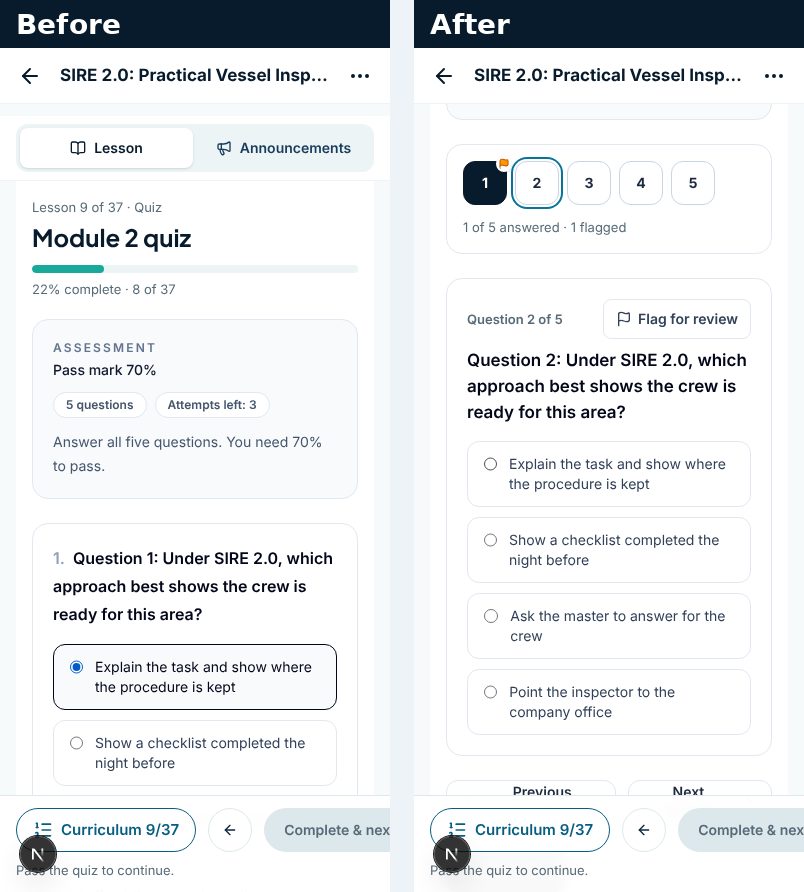 Before
SIRE 2.0: Practical Vessel Insp...
Lesson
Announcements
Lesson 9 of 37 · Quiz
Module 2 quiz
22% complete · 8 of 37
ASSESSMENT
Pass mark 70%
5 questions
Attempts left: 3
Answer all five questions. You need 70%
to pass.
1. Question 1: Under SIRE 2.0, which
approach best shows the crew is
ready for this area?
Explain the task and show where
the procedure is kept
Show a checklist completed the
night before
Curriculum 9/37
Complete & nex
N
Pass the quiz to continue.
After
SIRE 2.0: Practical Vessel Insp...
1 2 3 4 5
1 of 5 answered · 1 flagged
Question 2 of 5
Flag for review
Question 2: Under SIRE 2.0, which
approach best shows the crew is
ready for this area?
Explain the task and show where
the procedure is kept
Show a checklist completed the
night before
Ask the master to answer for the
crew
Point the inspector to the
company office
Previous
Next
Curriculum 9/37
Complete & nex
N
Pass the quiz to continue.